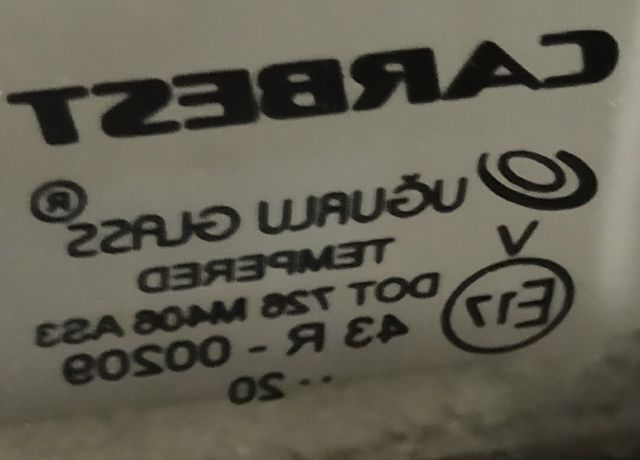 CARBEST
UĞURLU GLASS ®
V
TEMPERED
E17
DOT 728 M408 AS3
43 R - 00209
·· 20